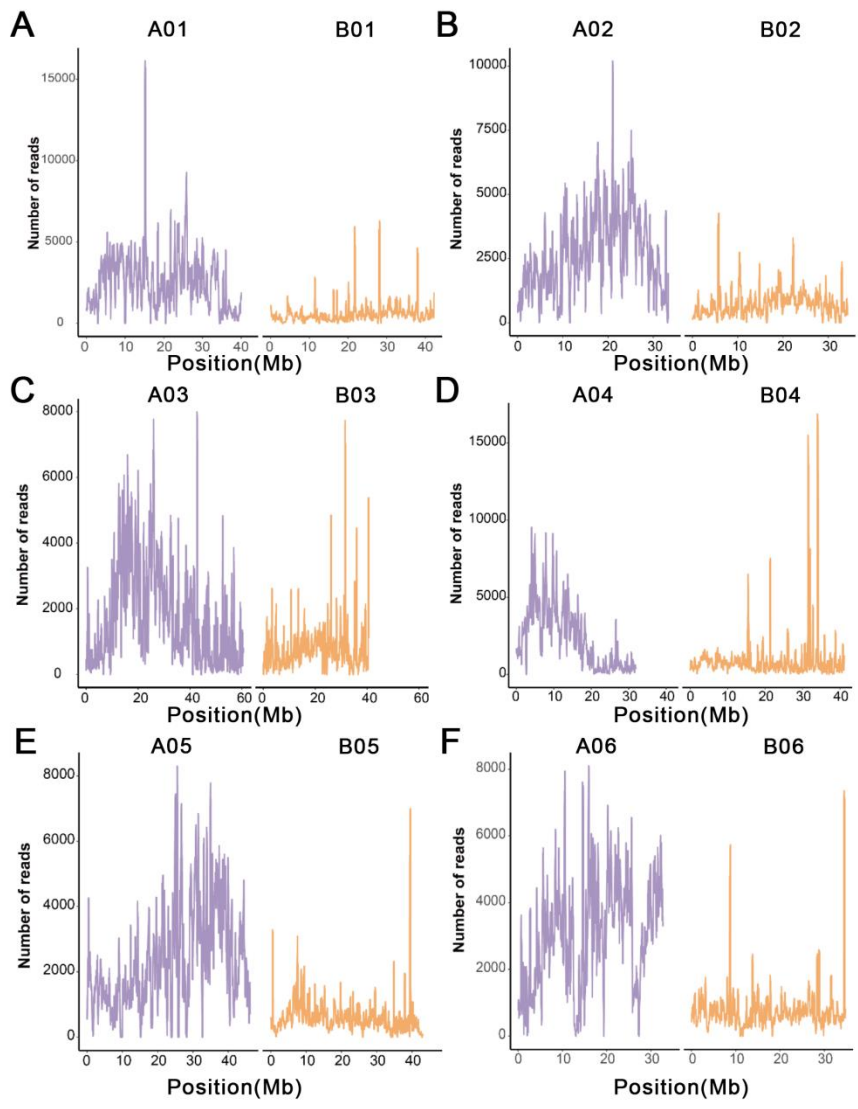 A
A01
B01
Number of reads
15000
10000
5000
0
0 10 20 30 40 0 10 20 30 40
Position(Mb)
B
A02
B02
Number of reads
10000
7500
5000
2500
0
0 10 20 30 0 10 20 30
Position(Mb)
C
A03
B03
Number of reads
8000
6000
4000
2000
0
0 20 40 60 0 20 40 60
Position(Mb)
D
A04
B04
Number of reads
15000
10000
5000
0
0 10 20 30 40 0 10 20 30 40
Position(Mb)
E
A05
B05
Number of reads
8000
6000
4000
2000
0
0 10 20 30 40 0 10 20 30 40
Position(Mb)
F
A06
B06
Number of reads
8000
6000
4000
2000
0
0 10 20 30 0 10 20 30
Position(Mb)